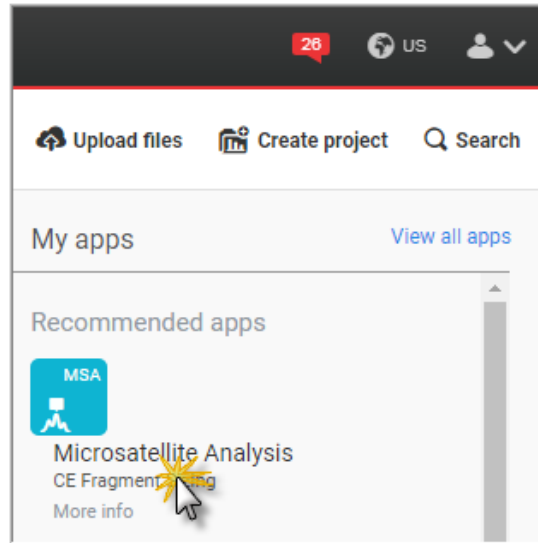 26 US
Upload files Create project Search
My apps View all apps
Recommended apps
MSA
Microsatellite Analysis
CE Fragment
More info